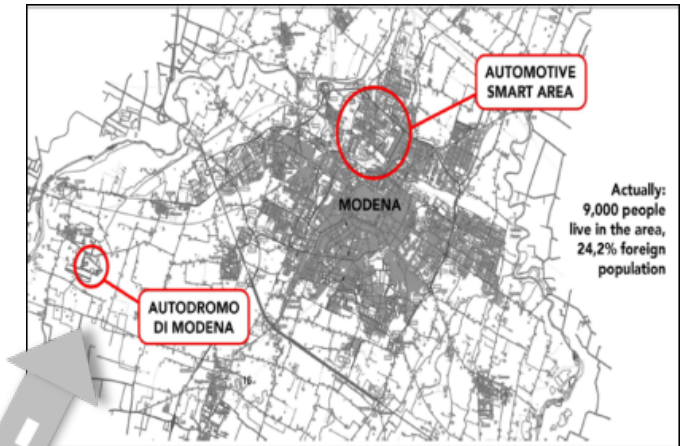 AUTOMOTIVE
SMART AREA
MODENA
Actually:
9,000 people
live in the area,
24,2% foreign
population
AUTODROMO
DI MODENA
16